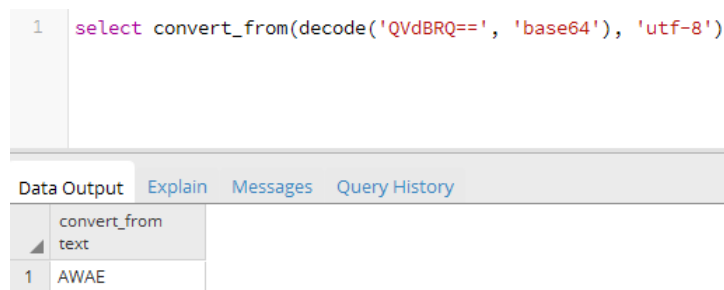 1 select convert_from(decode('QVdBRQ==', 'base64'), 'utf-8')
Data Output Explain Messages Query History
convert_from
text
1 AWAE